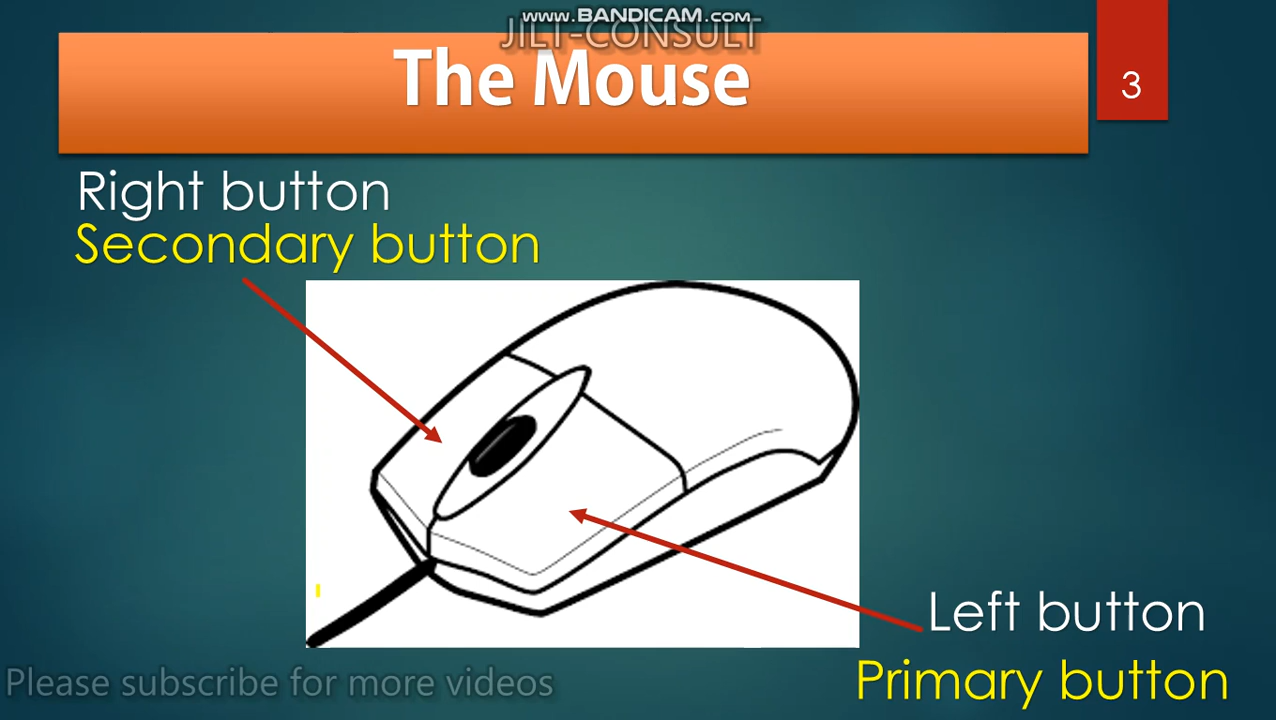 www.BANDICAM.com
JILT-CONSULT
The Mouse
3
Right button
Secondary button
Left button
Primary button
Please subscribe for more videos